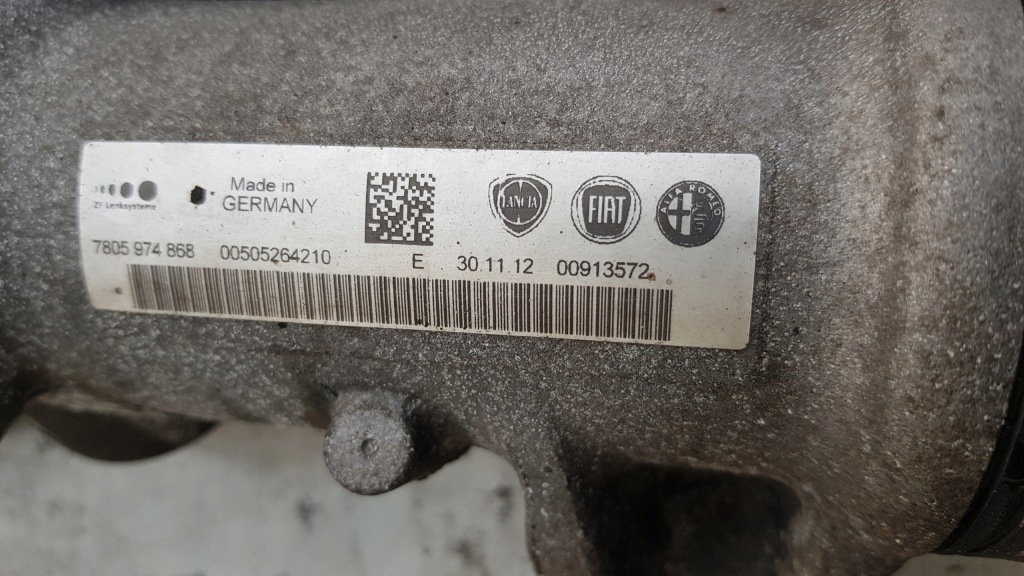 ZF Lenksysteme
Made in
GERMANY
LANCIA
FIAT
ALFA ROMEO
7805 974 868 00505264210 E 30.11.12 00913572